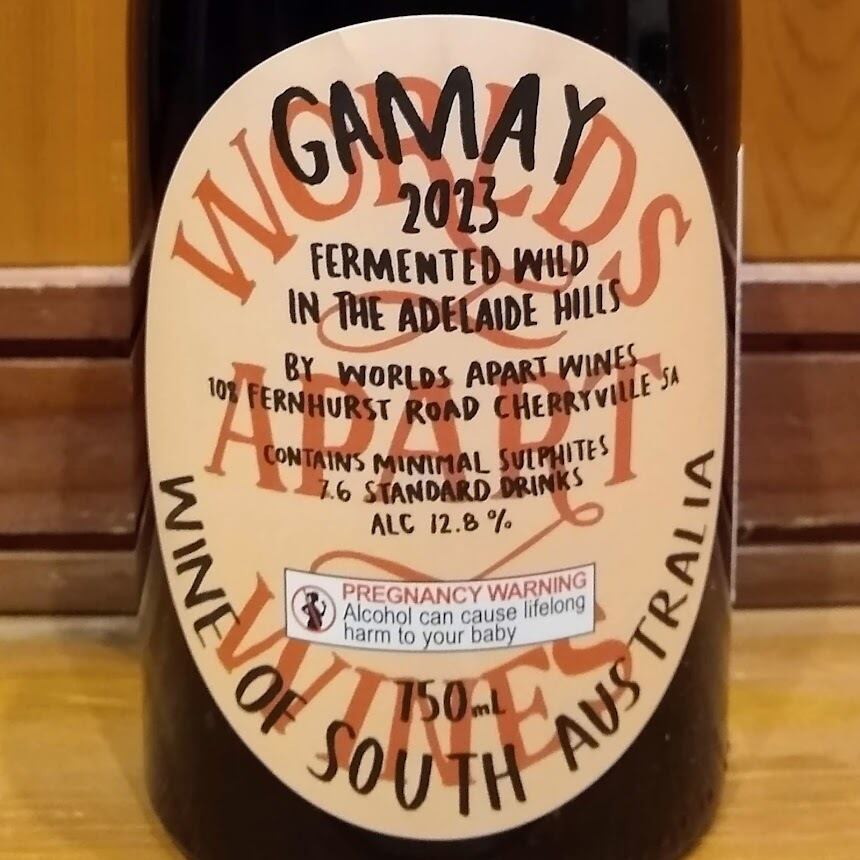 GAMAY
2023
FERMENTED WILD
IN THE ADELAIDE HILLS
BY WORLDS APART WINES
108 FERNHURST ROAD CHERRYVILLE SA
CONTAINS MINIMAL SULPHITES
7.6 STANDARD DRINKS
ALC 12.8 %
PREGNANCY WARNING
Alcohol can cause lifelong
harm to your baby
750mL
WINE OF SOUTH AUSTRALIA
WORLDS
APART
WINES